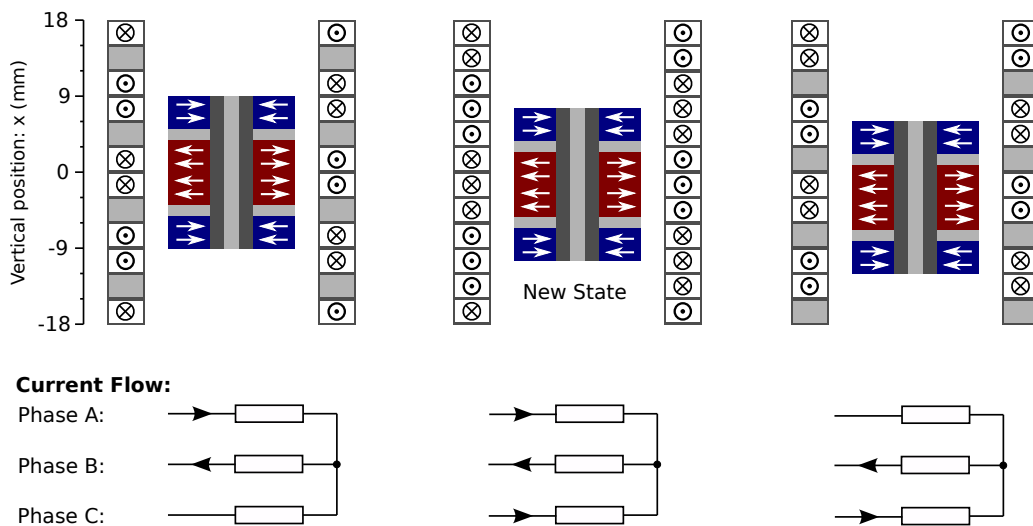 Vertical position: x (mm)
18
9
0
-9
-18
New State
Current Flow:
Phase A:
Phase B:
Phase C: